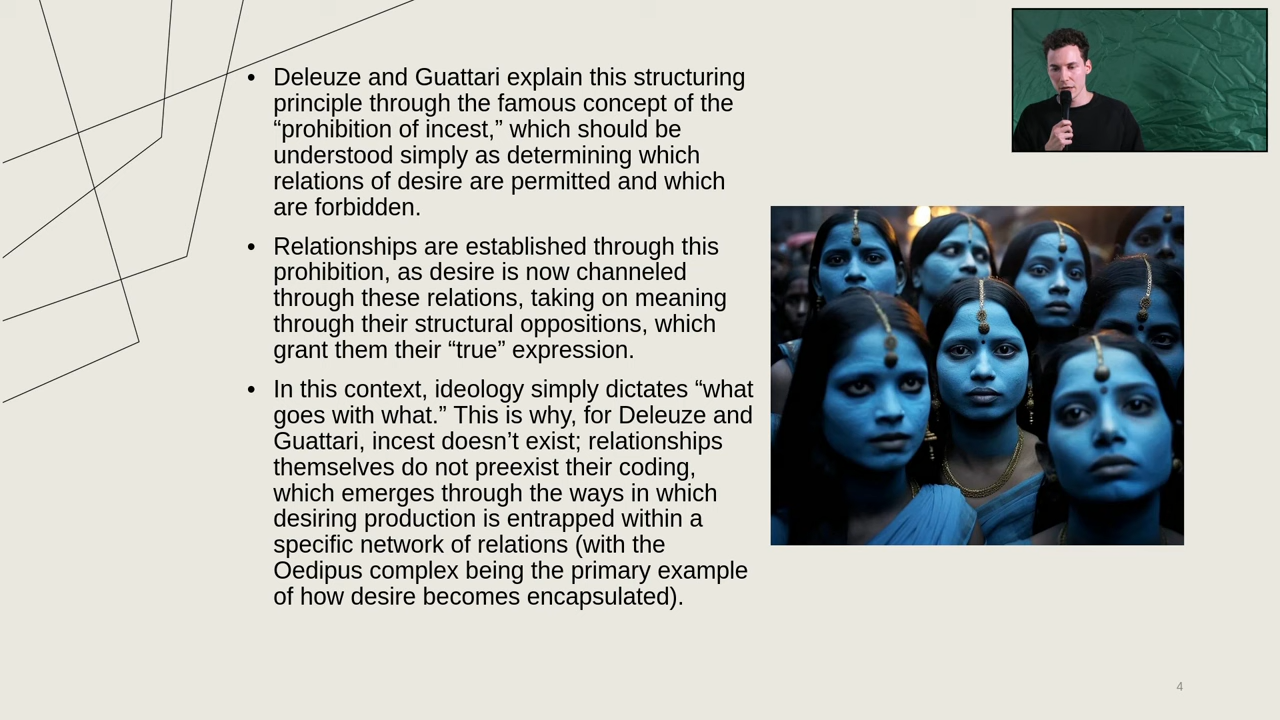 • Deleuze and Guattari explain this structuring
principle through the famous concept of the
“prohibition of incest,” which should be
understood simply as determining which
relations of desire are permitted and which
are forbidden.
• Relationships are established through this
prohibition, as desire is now channeled
through these relations, taking on meaning
through their structural oppositions, which
grant them their “true” expression.
• In this context, ideology simply dictates “what
goes with what.” This is why, for Deleuze and
Guattari, incest doesn’t exist; relationships
themselves do not preexist their coding,
which emerges through the ways in which
desiring production is entrapped within a
specific network of relations (with the
Oedipus complex being the primary example
of how desire becomes encapsulated).
4